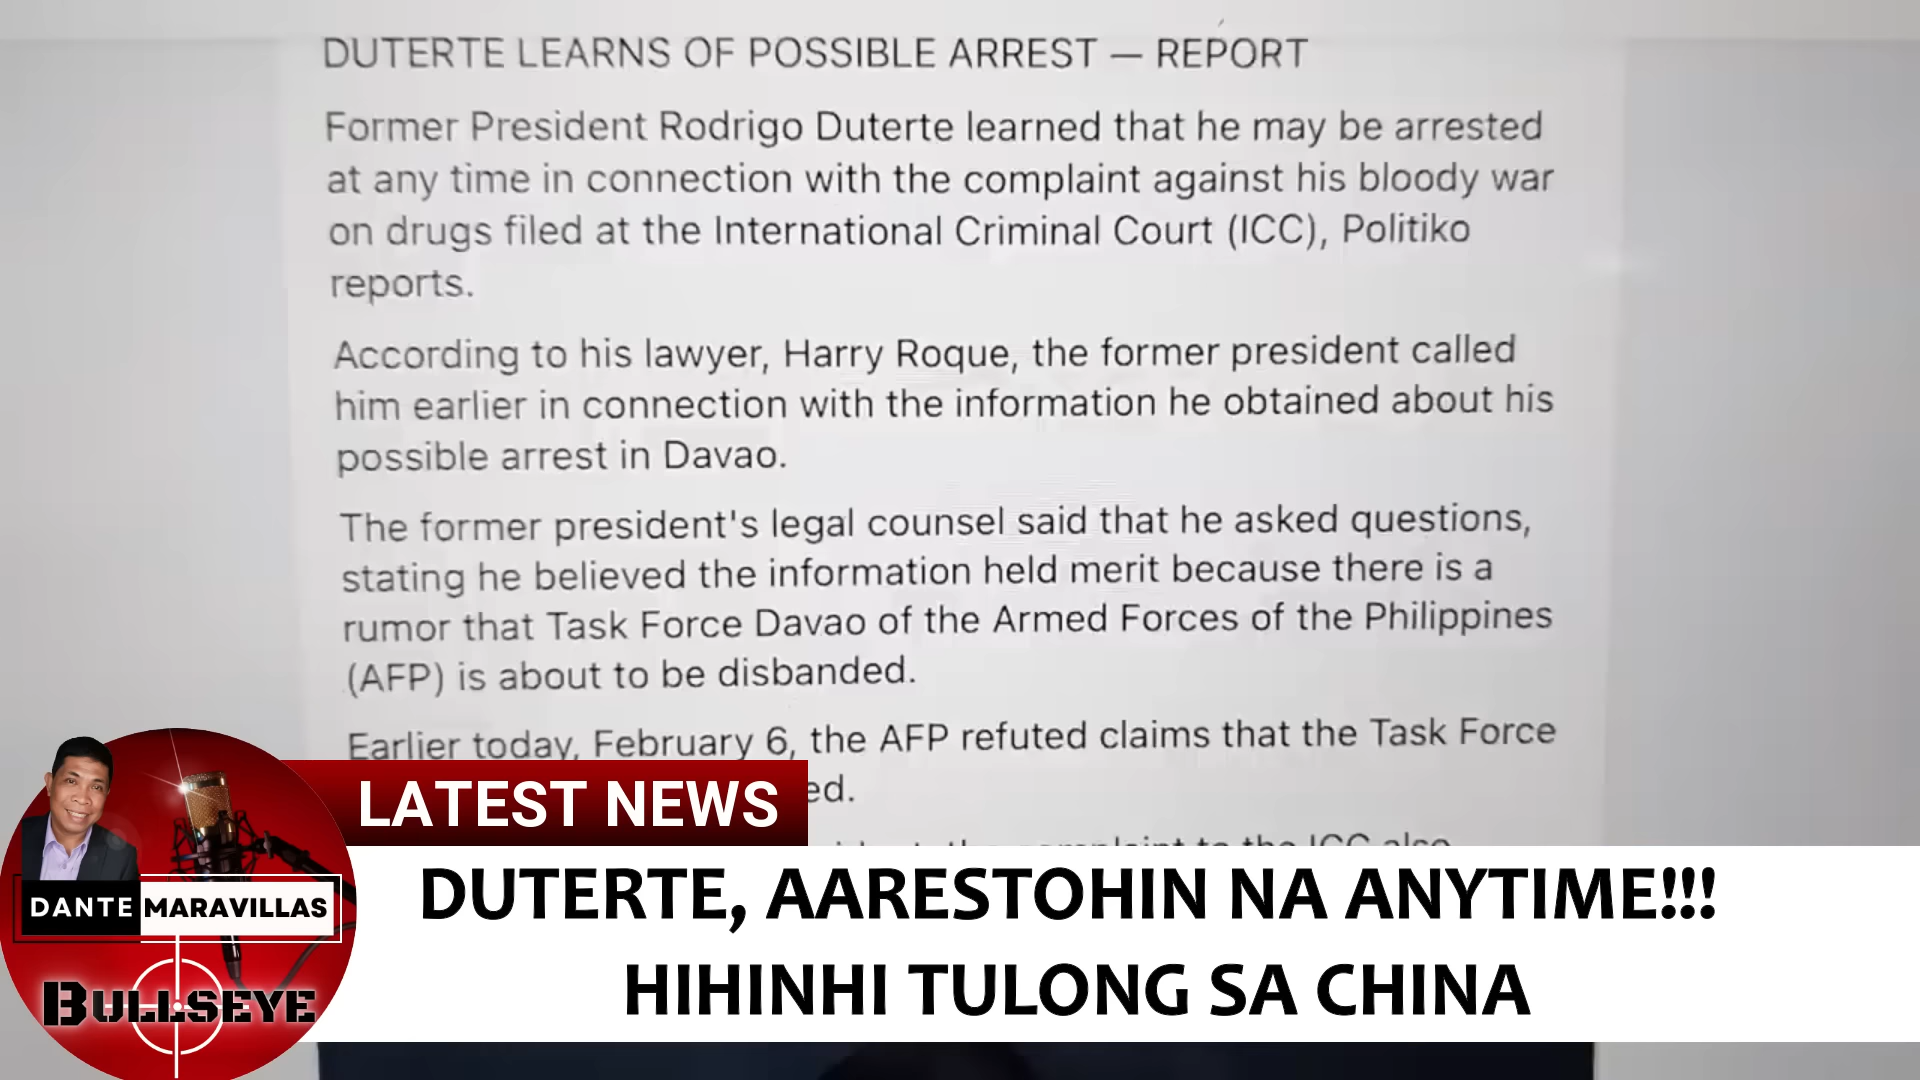 DUTERTE LEARNS OF POSSIBLE ARREST — REPORT
Former President Rodrigo Duterte learned that he may be arrested
at any time in connection with the complaint against his bloody war
on drugs filed at the International Criminal Court (ICC), Politiko
reports.
According to his lawyer, Harry Roque, the former president called
him earlier in connection with the information he obtained about his
possible arrest in Davao.
The former president's legal counsel said that he asked questions,
stating he believed the information held merit because there is a
rumor that Task Force Davao of the Armed Forces of the Philippines
(AFP) is about to be disbanded.
Earlier today, February 6, the AFP refuted claims that the Task Force
ed.
the complaint to the ICC also
LATEST NEWS
DUTERTE, AARESTOHIN NA ANYTIME!!!
HIHINHI TULONG SA CHINA
DANTE MARAVILLAS
BULLSEYE